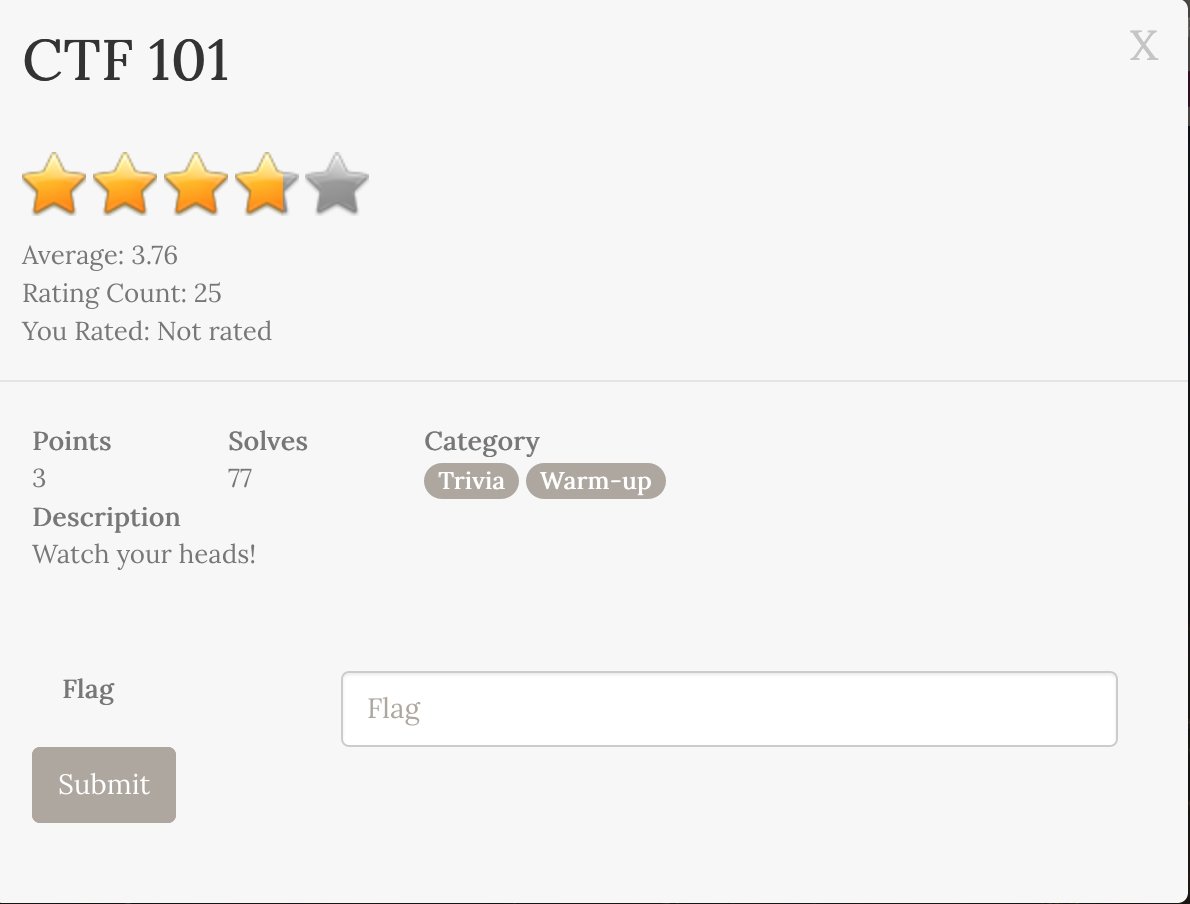 CTF 101
X
Average: 3.76
Rating Count: 25
You Rated: Not rated
Points Solves Category
3 77 Trivia Warm-up
Description
Watch your heads!
Flag Flag
Submit